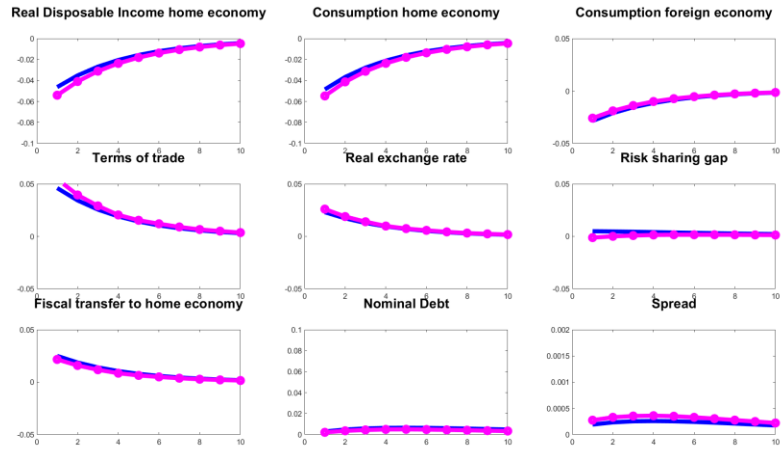 Real Disposable Income home economy
Consumption home economy
Consumption foreign economy
0
-0.02
-0.04
-0.06
-0.08
-0.1
0 2 4 6 8 10
0
-0.02
-0.04
-0.06
-0.08
-0.1
0 2 4 6 8 10
0.05
0
-0.05
0 2 4 6 8 10
Terms of trade
Real exchange rate
Risk sharing gap
0.05
0
-0.05
0 2 4 6 8 10
0.05
0
-0.05
0 2 4 6 8 10
0.05
0
-0.05
0 2 4 6 8 10
Fiscal transfer to home economy
Nominal Debt
Spread
0.05
0
-0.05
0 2 4 6 8 10
0.1
0.08
0.06
0.04
0.02
0
0 2 4 6 8 10
0.002
0.0015
0.001
0.0005
0
0 2 4 6 8 10